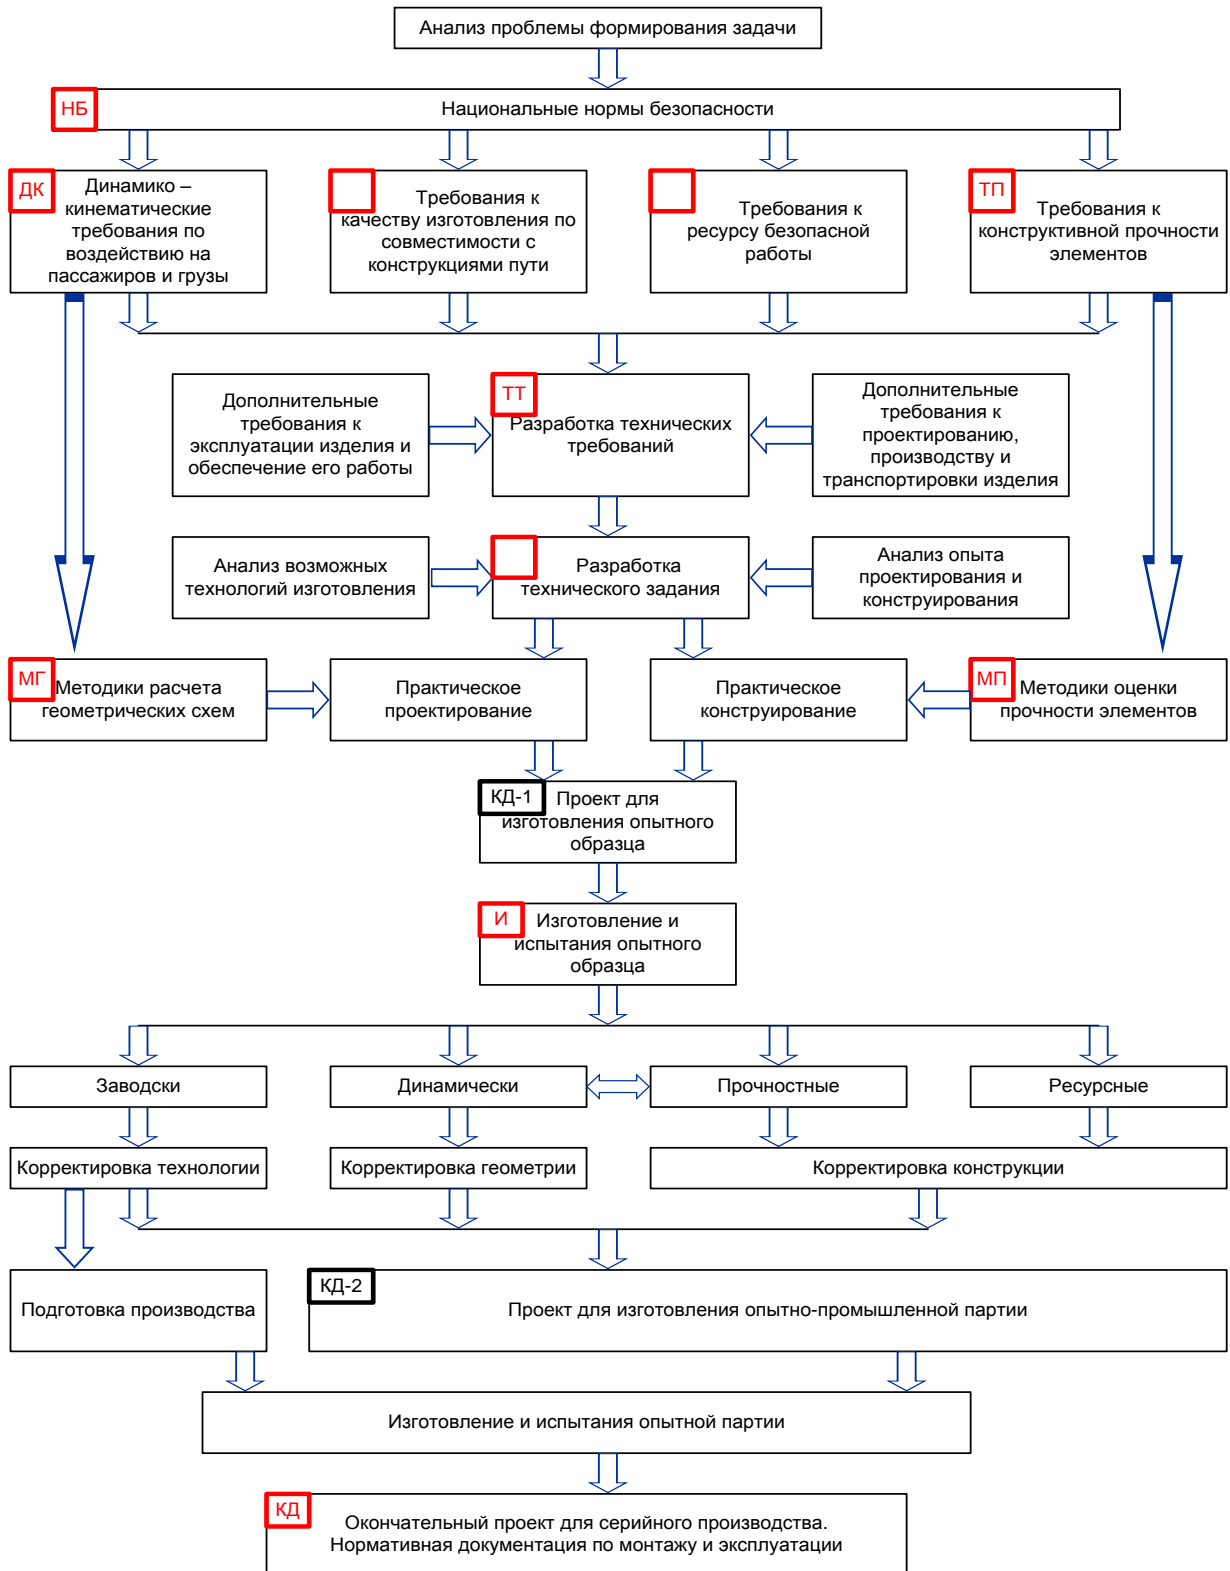 Анализ проблемы формирования задачи
НБ
Национальные нормы безопасности
ДК
Динамико –
кинематические
требования по
воздействию на
пассажиров и грузы
Требования к
качеству изготовления по
совместимости с
конструкциями пути
Требования к
ресурсу безопасной
работы
ТП
Требования к
конструктивной прочности
элементов
Дополнительные
требования к
эксплуатации изделия и
обеспечение его работы
ТТ
Разработка технических
требований
Дополнительные
требования к
проектированию,
производству и
транспортировки изделия
Анализ возможных
технологий изготовления
Разработка
технического задания
Анализ опыта
проектирования и
конструирования
МГ
Методики расчета
геометрических схем
Практическое
проектирование
Практическое
конструирование
МП
Методики оценки
прочности элементов
КД-1
Проект для
изготовления опытного
образца
И
Изготовление и
испытания опытного
образца
Заводски
Динамически
Прочностные
Ресурсные
Корректировка технологии
Корректировка геометрии
Корректировка конструкции
Подготовка производства
КД-2
Проект для изготовления опытно-промышленной партии
Изготовление и испытания опытной партии
КД
Окончательный проект для серийного производства.
Нормативная документация по монтажу и эксплуатации